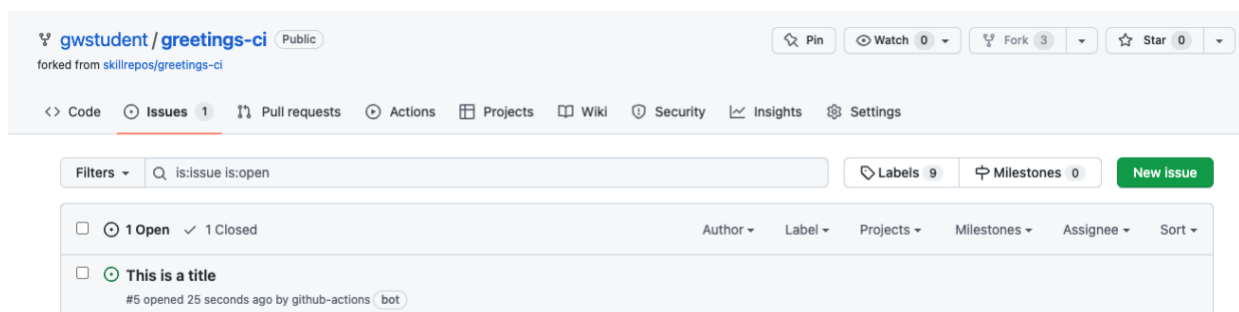 gwstudent / greetings-ci Public Pin Watch 0 Fork 3 Star 0
forked from skillrepos/greetings-ci
<> Code Issues 1 Pull requests Actions Projects Wiki Security Insights Settings
Filters is:issue is:open Labels 9 Milestones 0 New issue
1 Open 1 Closed Author Label Projects Milestones Assignee Sort
This is a title
#5 opened 25 seconds ago by github-actions bot